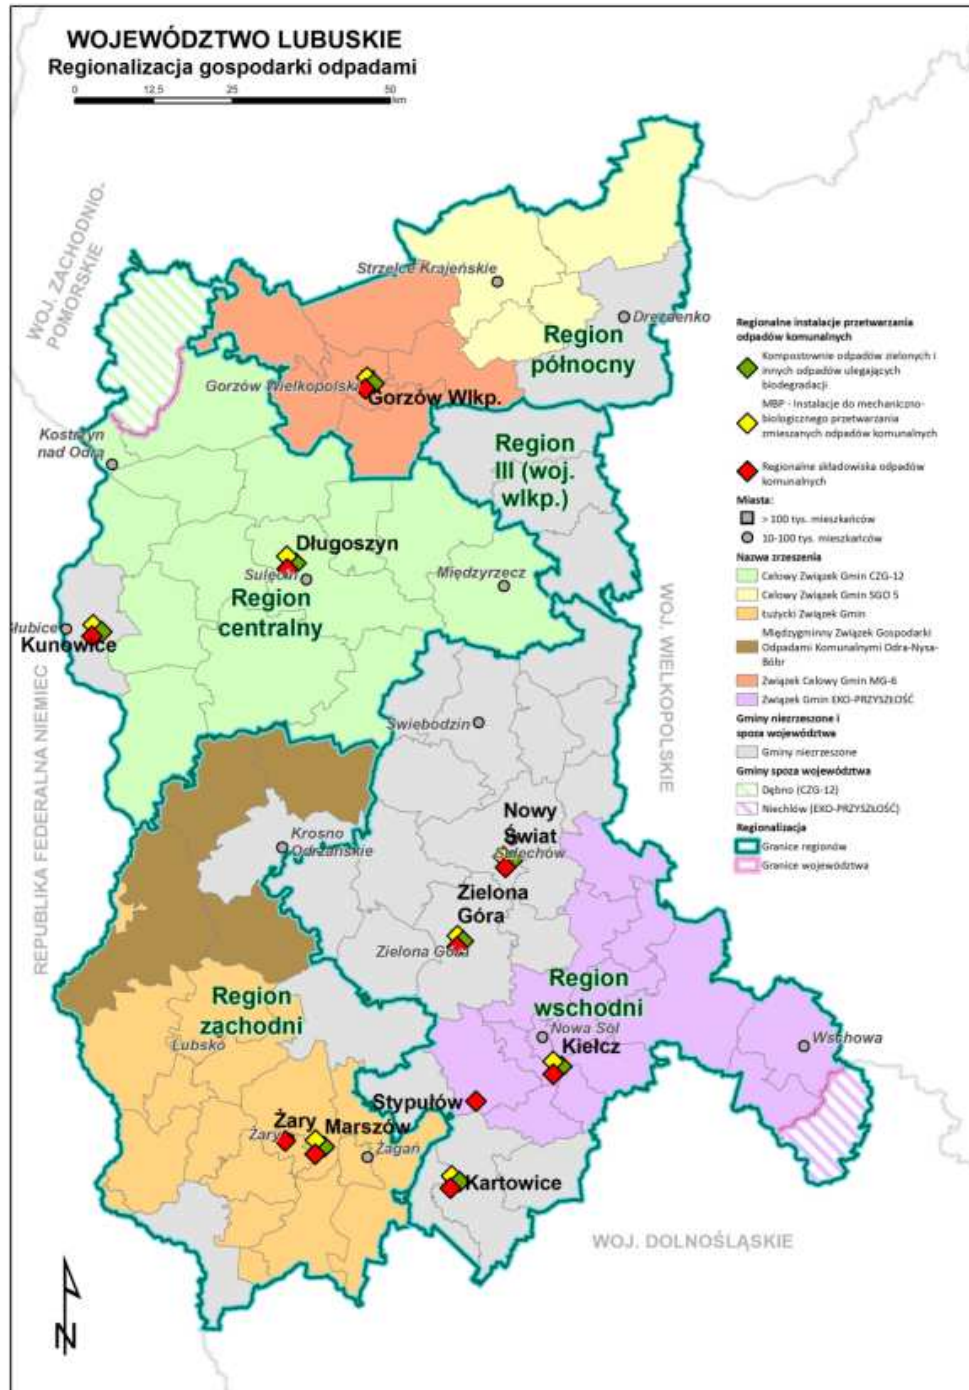 WOJEWÓDZTWO LUBUSKIE
Regionalizacja gospodarki odpadami
0 12,5 25 50
km
WOJ. ZACHODNIO-
POMORSKIE
Strzelce Krajeńskie
Drezdenko
Region
północny
Gorzów Wielkopolski
Gorzów Wlkp.
Kostrzyn
nad Odrą
Region
III (woj.
wlkp.)
Długoszyn
Sulęcin
Międzyrzecz
Region
centralny
Słubice
Kunowice
REPUBLIKA FEDERALNA NIEMIEC
WOJ. WIELKOPOLSKIE
Świebodzin
Nowy
Świat
Sulechów
Krosno
Odrzańskie
Zielona
Góra
Zielona Góra
Region
zachodni
Lubsko
Region
wschodni
Nowa Sól
Kiełcz
Wschowa
Stypułów
Żary
Żary
Marszów
Żagań
Kartowice
WOJ. DOLNOŚLĄSKIE
N
Regionalne instalacje przetwarzania
odpadów komunalnych
Kompostownie odpadów zielonych i
innych odpadów ulegających
biodegradacji
MBP - Instalacje do mechaniczno-
biologicznego przetwarzania
zmieszanych odpadów komunalnych
Regionalne składowiska odpadów
komunalnych
Miasta:
> 100 tys. mieszkańców
10-100 tys. mieszkańców
Nazwa zrzeszenia
Celowy Związek Gmin CZG-12
Celowy Związek Gmin SGO 5
Łużycki Związek Gmin
Międzygminny Związek Gospodarki
Odpadami Komunalnymi Odra-Nysa-
Bóbr
Związek Celowy Gmin MG-6
Związek Gmin EKO-PRZYSZŁOŚĆ
Gminy niezrzeszone i
spoza województwa
Gminy niezrzeszone
Gminy spoza województwa
Dębno (CZG-12)
Niechlów (EKO-PRZYSZŁOŚĆ)
Regionalizacja
Granice regionów
Granice województwa